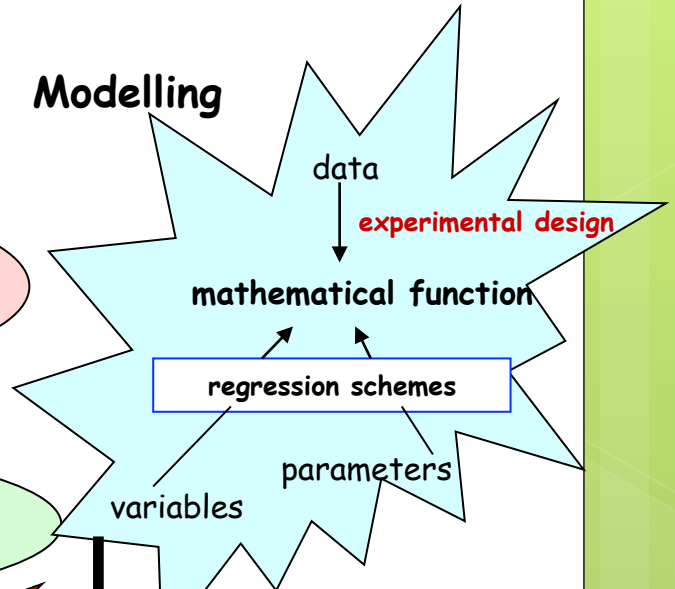 Modelling
data
experimental design
mathematical function
regression schemes
parameters
variables